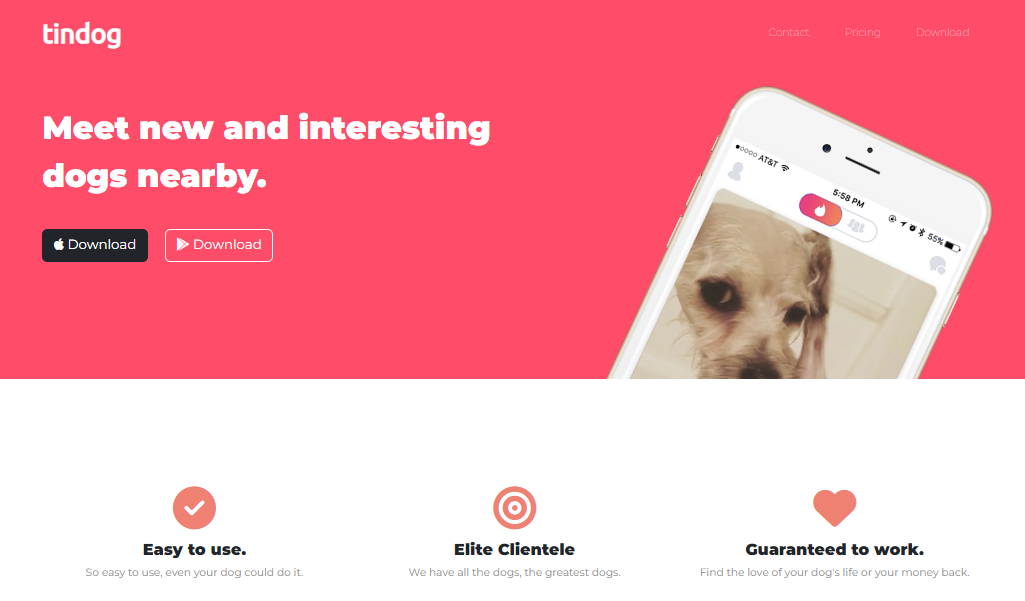 tindog
Contact Pricing Download
Meet new and interesting
dogs nearby.
Download Download
AT&T 5:58 PM 55%
Easy to use. Elite Clientele Guaranteed to work.
So easy to use, even your dog could do it. We have all the dogs, the greatest dogs. Find the love of your dog's life or your money back.